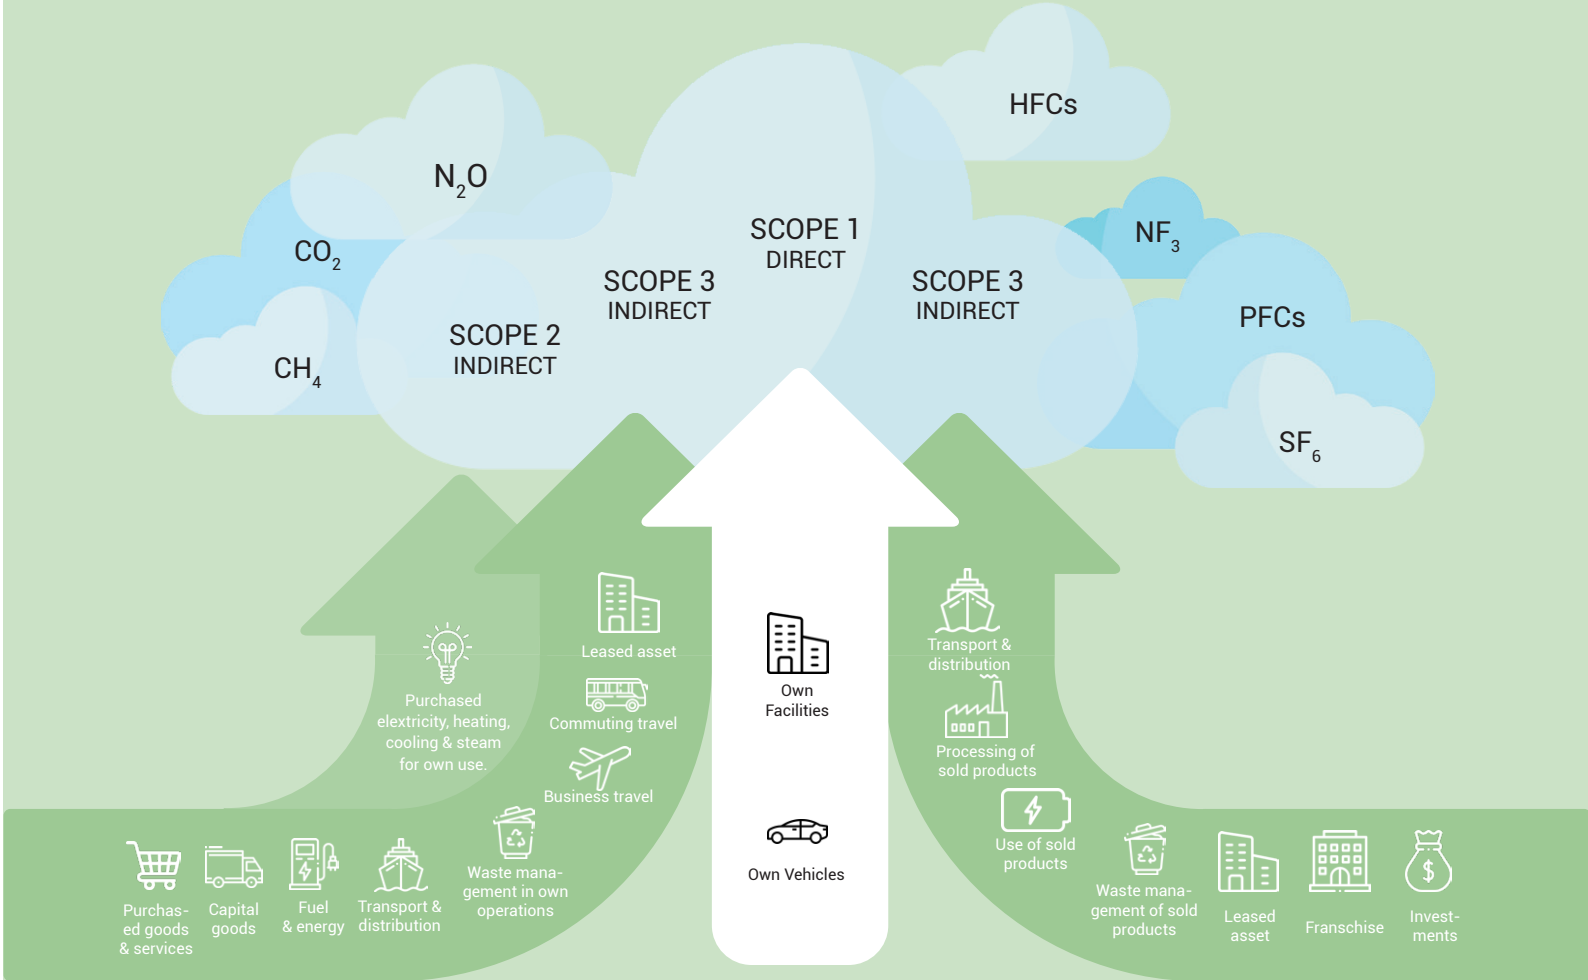 HFCs
N₂O
CO₂
CH₄
SCOPE 2
INDIRECT
SCOPE 3
INDIRECT
SCOPE 1
DIRECT
SCOPE 3
INDIRECT
NF₃
PFCs
SF₆
Purchased
elextricity, heating,
cooling & steam
for own use.
Leased asset
Commuting travel
Business travel
Waste mana-
gement in own
operations
Transport &
distribution
Fuel
& energy
Capital
goods
Purchas-
ed goods
& services
Own
Facilities
Own Vehicles
Transport &
distribution
Processing of
sold products
Use of sold
products
Waste mana-
gement of sold
products
Leased
asset
Franschise
Invest-
ments